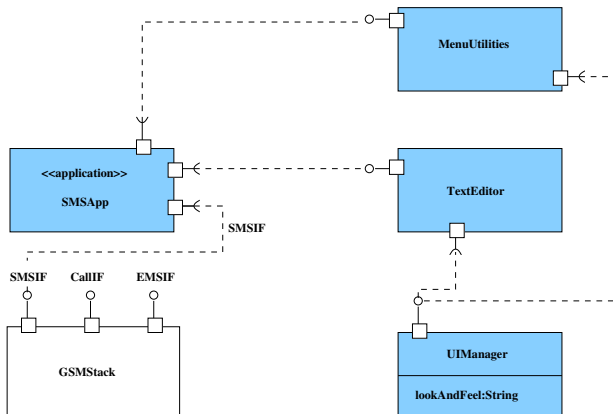 MenuUtilities
<<application>>
SMSApp
TextEditor
SMSIF
SMSIF CallIF EMSIF
UIManager
GSMStack
lookAndFeel:String